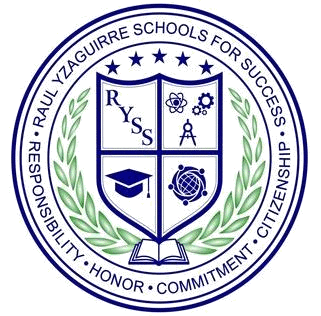 RAUL YZAGUIRRE SCHOOLS FOR SUCCESS
RYSS
RESPONSIBILITY • HONOR • COMMITMENT • CITIZENSHIP